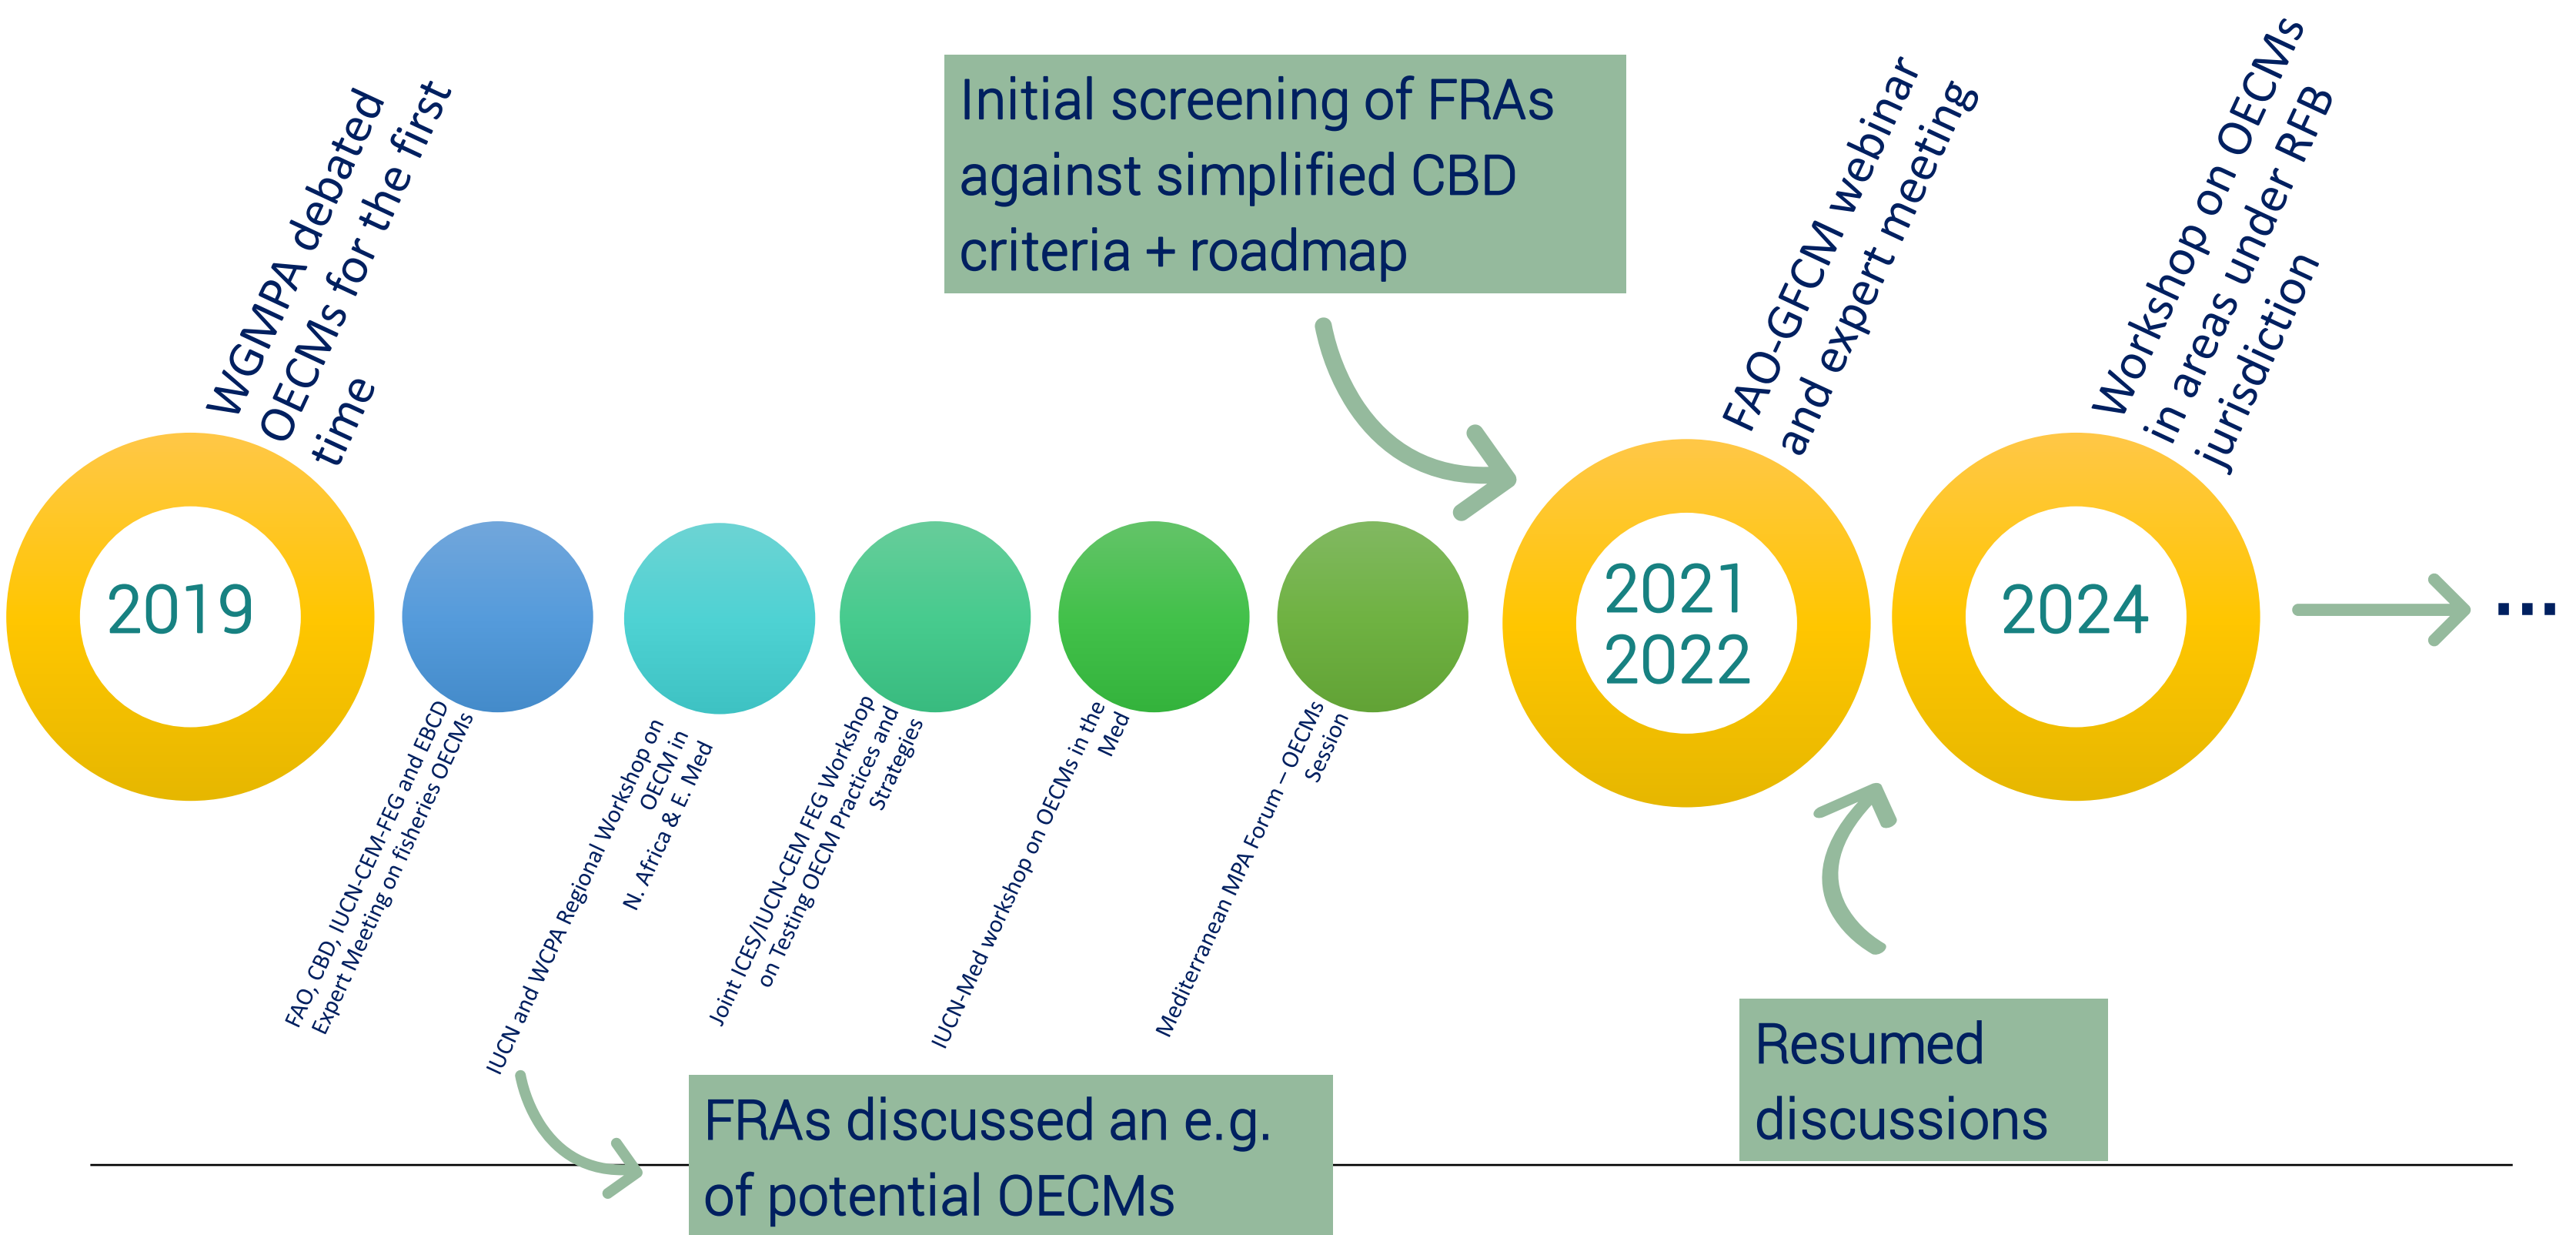 WGMPA debated
OECMs for the first
time
2019
FAO, CBD, IUCN-CEM-FEG and EBCD
Expert Meeting on fisheries OECMs
IUCN and WCPA Regional Workshop on
OECM in
N. Africa & E. Med
FRAs discussed an e.g.
of potential OECMs
Joint ICES/IUCN-CEM FEG Workshop
on Testing OECM Practices and
Strategies
IUCN-Med workshop on OECMs in the
Med
Mediterranean MPA Forum – OECMs
Session
Initial screening of FRAs
against simplified CBD
criteria + roadmap
FAO-GFCM webinar
and expert meeting
2021
2022
Resumed
discussions
Workshop on OECMs
in areas under RFB
jurisdiction
2024
...